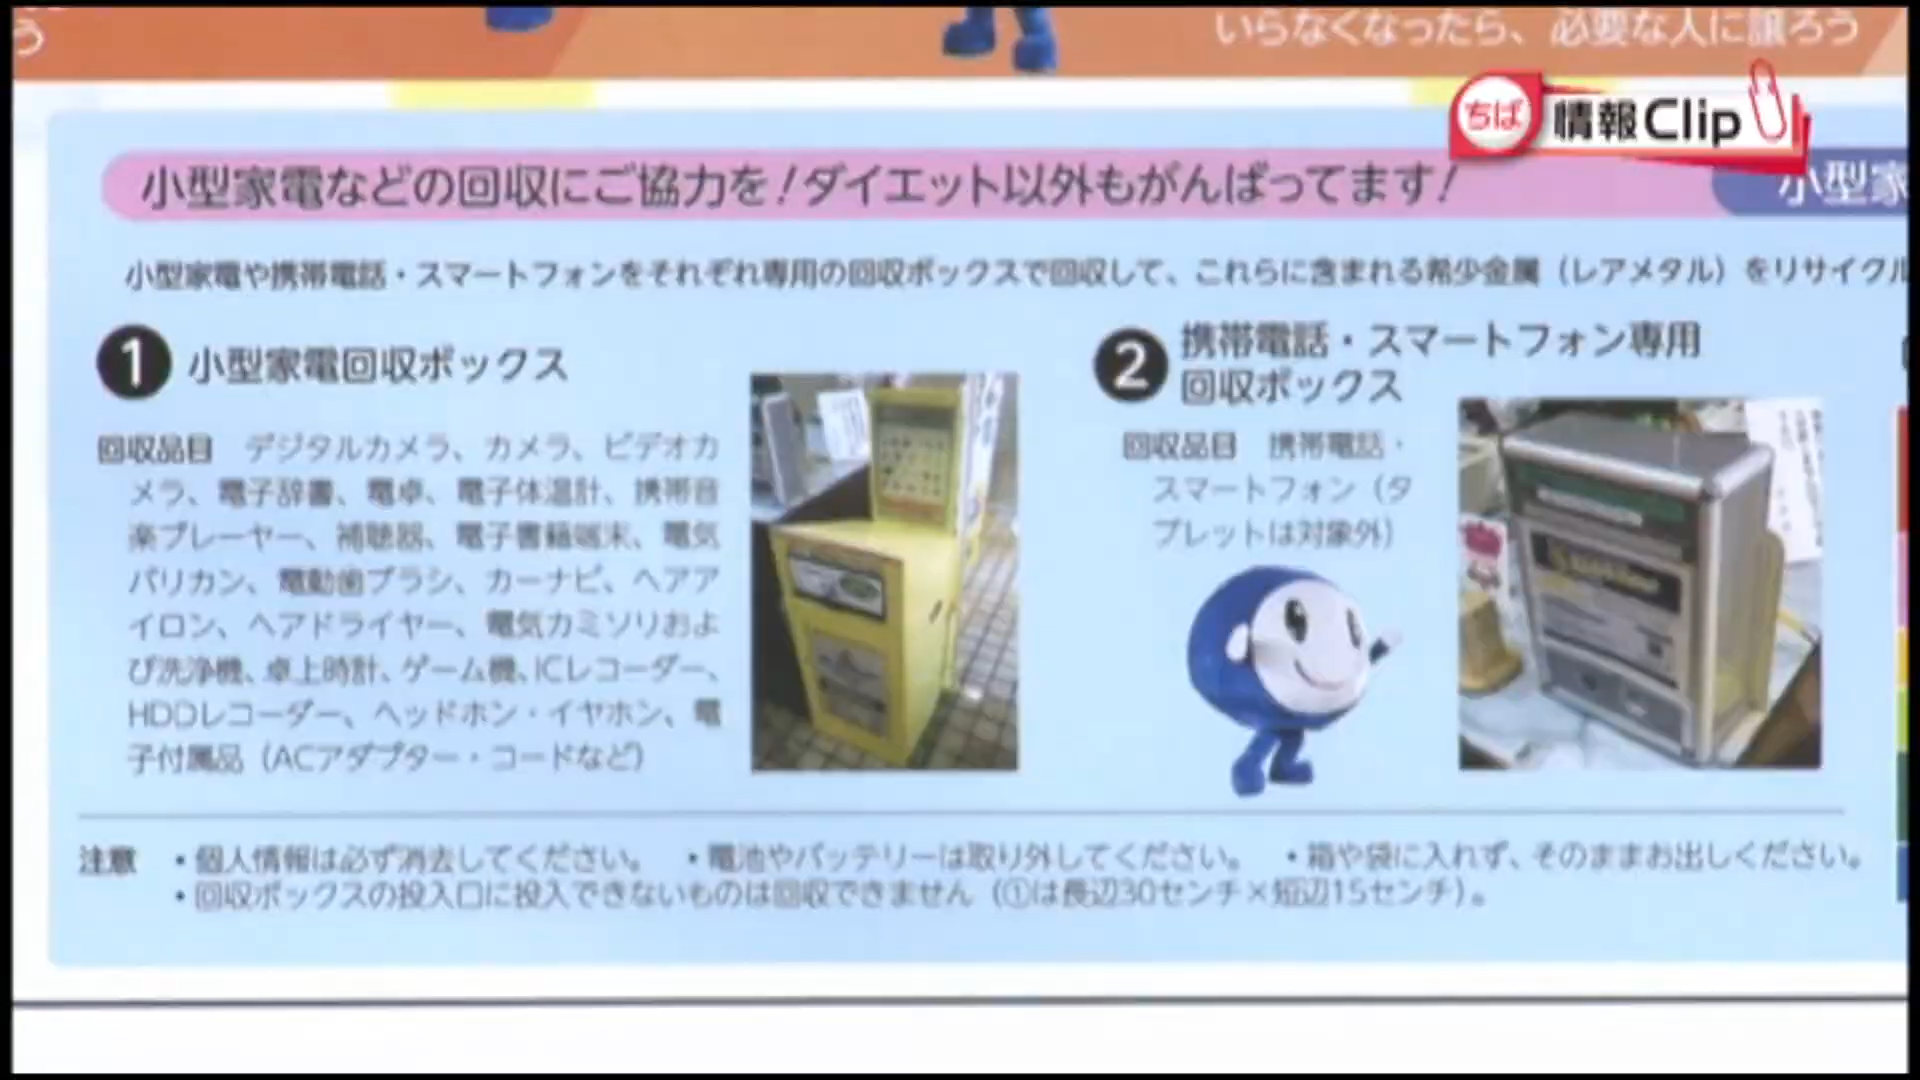 う
いらなくなったら、必要な人に譲ろう
ちば 情報Clip
小型家電などの回収にご協力を!ダイエット以外もがんばってます!
小型家
小型家電や携帯電話・スマートフォンをそれぞれ専用の回収ボックスで回収して、これらに含まれる希少金属（レアメタル）をリサイクル
1 小型家電回収ボックス
回収品目 デジタルカメラ、カメラ、ビデオカ
メラ、電子辞書、電卓、電子体温計、携帯音
楽プレーヤー、補聴器、電子書籍端末、電気
バリカン、電動歯ブラシ、カーナビ、ヘアア
イロン、ヘアドライヤー、電気カミソリおよ
び洗浄機、卓上時計、ゲーム機、ICレコーダー、
HDDレコーダー、ヘッドホン・イヤホン、電
子付属品（ACアダプター・コードなど）
2 携帯電話・スマートフォン専用
回収ボックス
回収品目 携帯電話・
スマートフォン（タ
ブレットは対象外）
注意 ・個人情報は必ず消去してください。 ・電池やバッテリーは取り外してください。 ・箱や袋に入れず、そのままお出しください。
・回収ボックスの投入口に投入できないものは回収できません（①は長辺30センチ×短辺15センチ）。